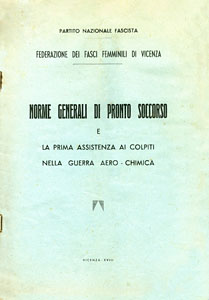 PARTITO NAZIONALE FASCISTA
FEDERAZIONE DEI FASCI FEMMINILI DI VICENZA
NORME GENERALI DI PRONTO SOCCORSO
E
LA PRIMA ASSISTENZA AI COLPITI
NELLA GUERRA AERO-CHIMICA
VICENZA - XVIII